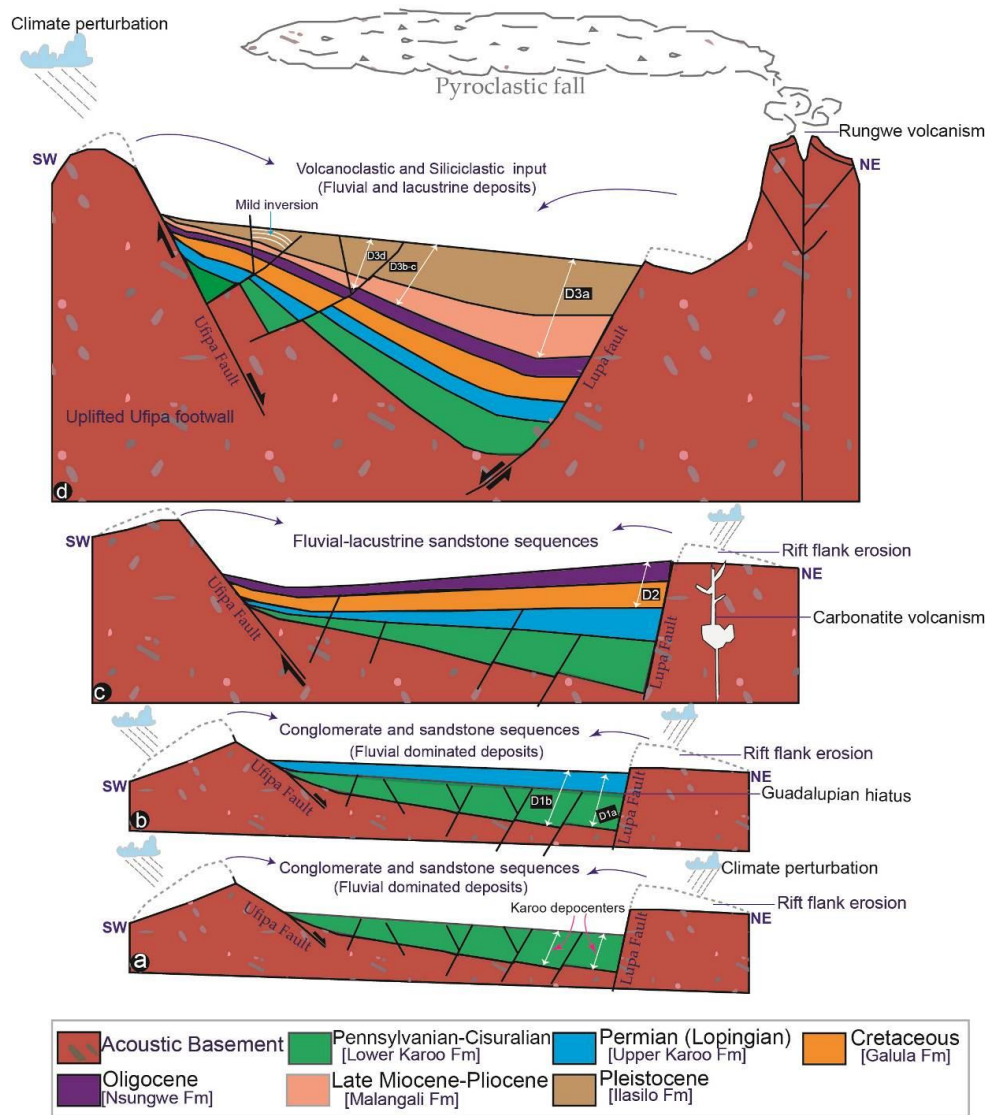 Climate perturbation
Pyroclastic fall
Rungwe volcanism
SW
NE
Volcanoclastic and Siliciclastic input
(Fluvial and lacustrine deposits)
Mild inversion
D3d
D3b-c
D3a
Ufipa Fault
Lupa fault
Uplifted Ufipa footwall
d
SW
Fluvial-lacustrine sandstone sequences
Rift flank erosion
NE
D2
Ufipa Fault
Lupa Fault
Carbonatite volcanism
c
Conglomerate and sandstone sequences
(Fluvial dominated deposits)
Rift flank erosion
SW
NE
Ufipa Fault
Guadalupian hiatus
D1b
D1a
Lupa Fault
b
Conglomerate and sandstone sequences
(Fluvial dominated deposits)
Climate perturbation
Karoo depocenters
Rift flank erosion
SW
NE
Ufipa Fault
Lupa Fault
a
Acoustic Basement
Pennsylvanian-Cisuralian
[Lower Karoo Fm]
Permian (Lopingian)
[Upper Karoo Fm]
Cretaceous
[Galula Fm]
Oligocene
[Nsungwe Fm]
Late Miocene-Pliocene
[Malangali Fm]
Pleistocene
[Ilasilo Fm]